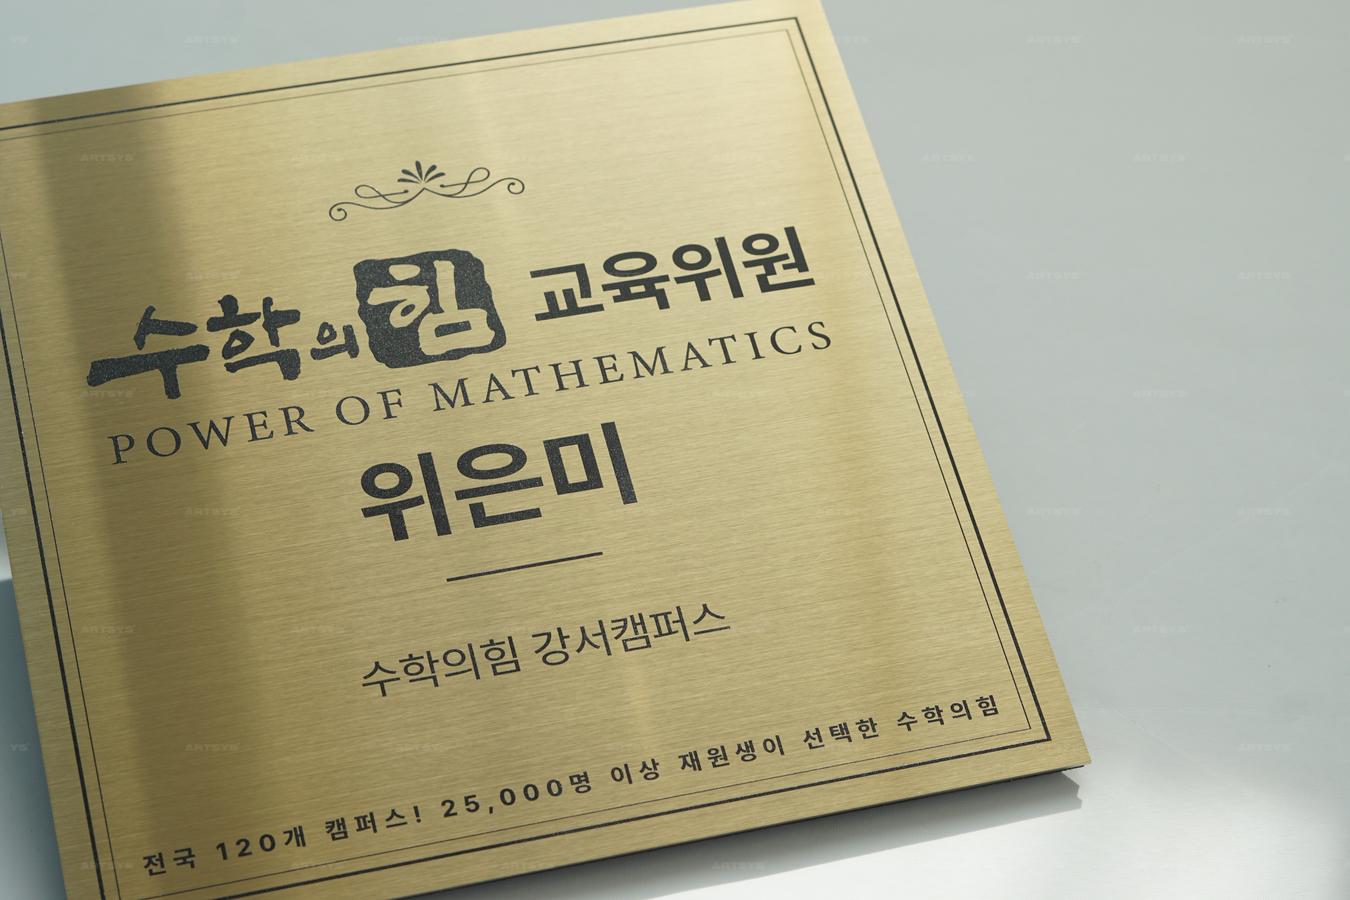 수학의힘 교육위원
POWER OF MATHEMATICS
위은미
수학의힘 강서캠퍼스
전국 120개 캠퍼스! 25,000명 이상 재원생이 선택한 수학의힘
ARTSYS